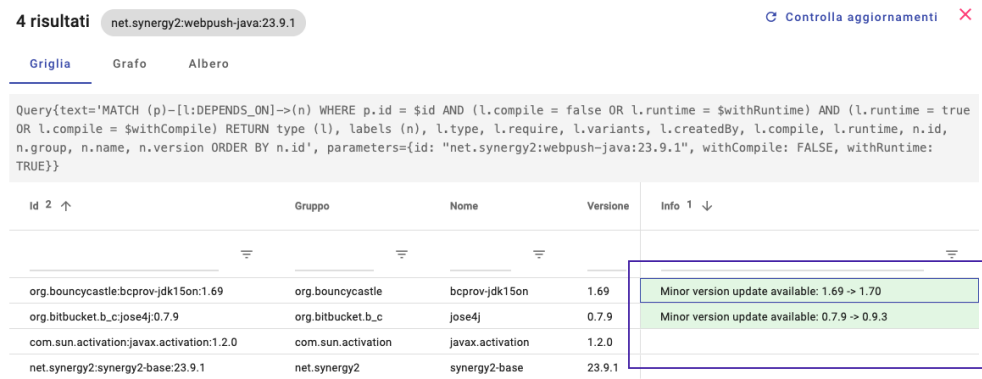 4 risultati net.synergy2:webpush-java:23.9.1 Controlla aggiornamenti
Griglia Grafo Albero
Query{text='MATCH (p)-[l:DEPENDS_ON]->(n) WHERE p.id = $id AND (l.compile = false OR l.runtime = $withRuntime) AND (l.runtime = true
OR l.compile = $withCompile) RETURN type (l), labels (n), l.type, l.require, l.variants, l.createdBy, l.compile, l.runtime, n.id,
n.group, n.name, n.version ORDER BY n.id', parameters={id: "net.synergy2:webpush-java:23.9.1", withCompile: FALSE, withRuntime:
TRUE}}
Id 2 Gruppo Nome Versione Info 1
org.bouncycastle:bcprov-jdk15on:1.69 org.bouncycastle bcprov-jdk15on 1.69 Minor version update available: 1.69 -> 1.70
org.bitbucket.b_c:jose4j:0.7.9 org.bitbucket.b_c jose4j 0.7.9 Minor version update available: 0.7.9 -> 0.9.3
com.sun.activation:javax.activation:1.2.0 com.sun.activation javax.activation 1.2.0
net.synergy2:synergy2-base:23.9.1 net.synergy2 synergy2-base 23.9.1